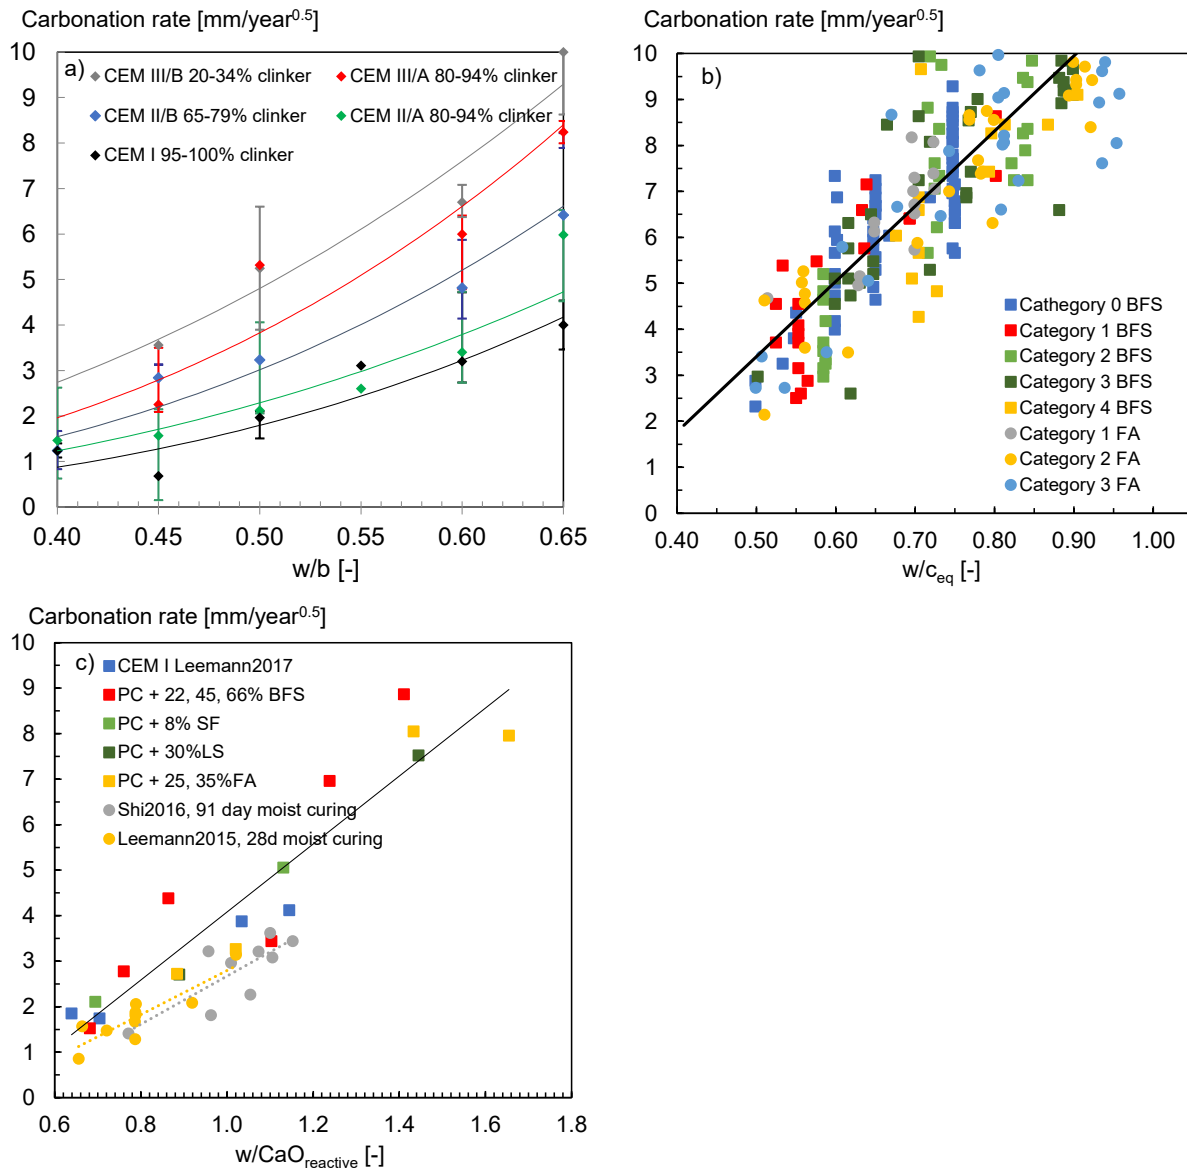 Carbonation rate [mm/year0.5]
10
9
8
7
6
5
4
3
2
1
0
a)
CEM III/B 20-34% clinker
CEM III/A 80-94% clinker
CEM II/B 65-79% clinker
CEM II/A 80-94% clinker
CEM I 95-100% clinker
0.40
0.45
0.50
0.55
0.60
0.65
w/b [-]
Carbonation rate [mm/year0.5]
10
9
8
7
6
5
4
3
2
1
0
b)
Cathegory 0 BFS
Category 1 BFS
Category 2 BFS
Category 3 BFS
Category 4 BFS
Category 1 FA
Category 2 FA
Category 3 FA
0.40
0.50
0.60
0.70
0.80
0.90
1.00
w/ceq [-]
Carbonation rate [mm/year0.5]
10
9
8
7
6
5
4
3
2
1
0
c)
CEM I Leemann2017
PC + 22, 45, 66% BFS
PC + 8% SF
PC + 30%LS
PC + 25, 35%FA
Shi2016, 91 day moist curing
Leemann2015, 28d moist curing
0.6
0.8
1.0
1.2
1.4
1.6
1.8
w/CaOreactive [-]